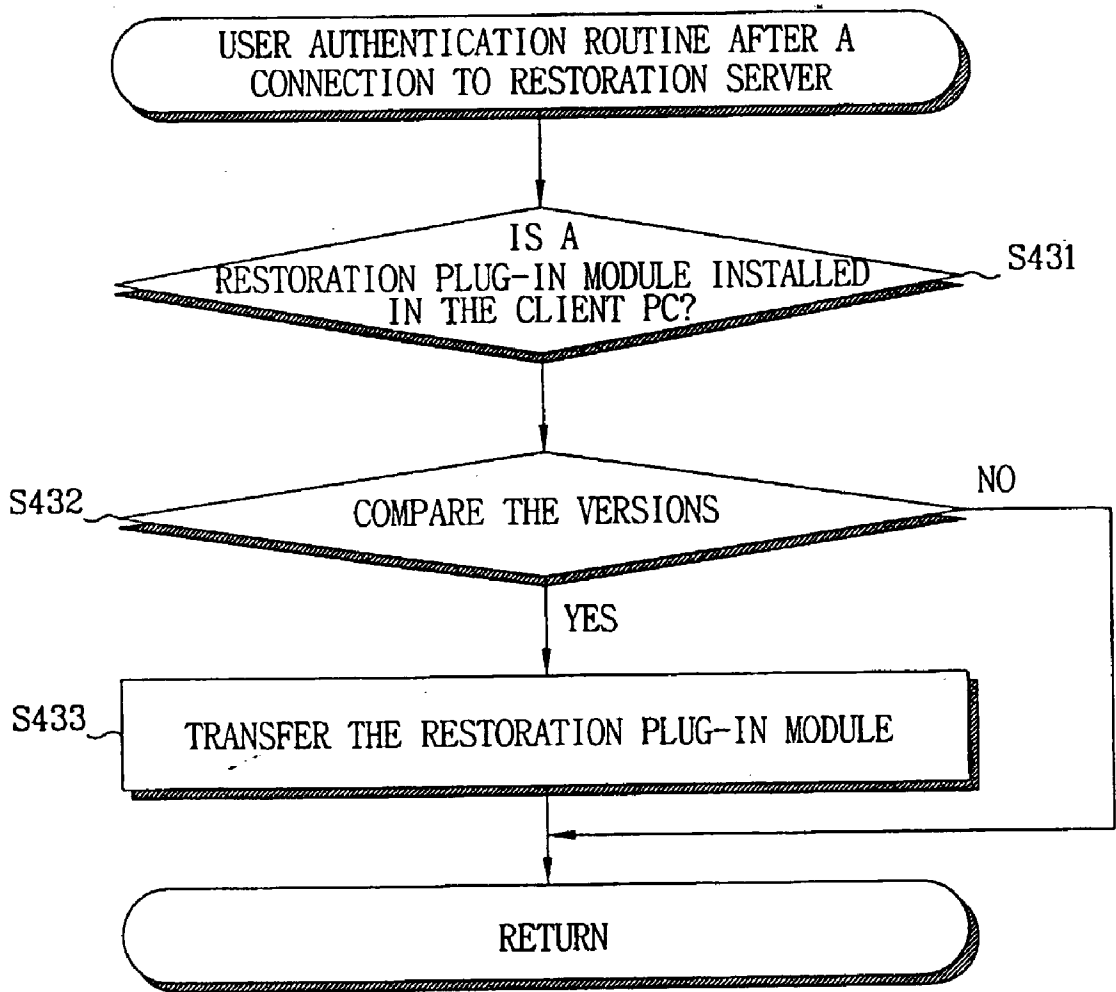 USER AUTHENTICATION ROUTINE AFTER A
CONNECTION TO RESTORATION SERVER
IS A
RESTORATION PLUG-IN MODULE INSTALLED
IN THE CLIENT PC?
S431
S432
COMPARE THE VERSIONS
NO
YES
S433
TRANSFER THE RESTORATION PLUG-IN MODULE
RETURN